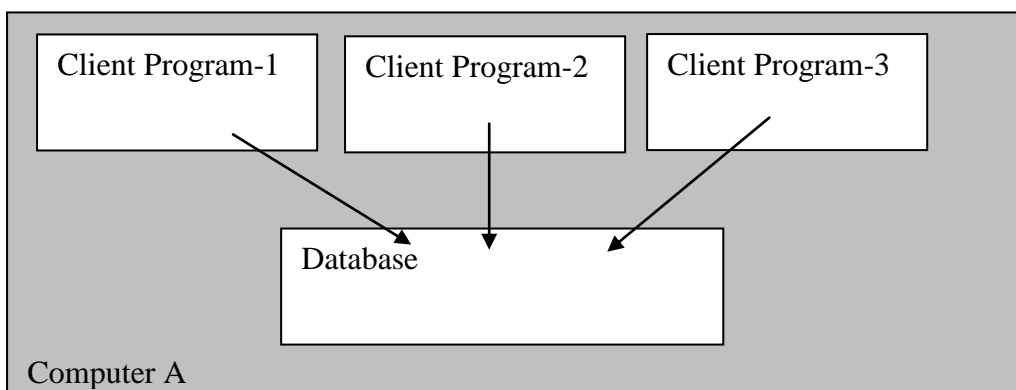 Client Program-1
Client Program-2
Client Program-3
Database
Computer A